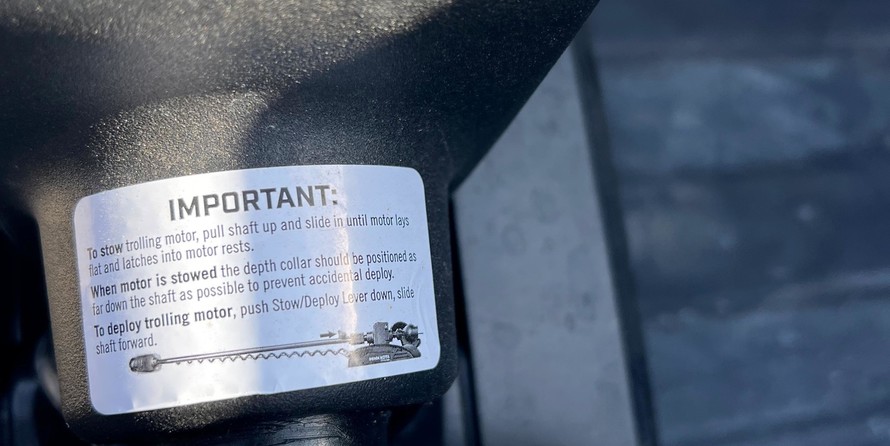 IMPORTANT:
To stow trolling motor, pull shaft up and slide in until motor lays
flat and latches into motor rests.
When motor is stowed the depth collar should be positioned as
far down the shaft as possible to prevent accidental deploy.
To deploy trolling motor, push Stow/Deploy Lever down, slide
shaft forward.